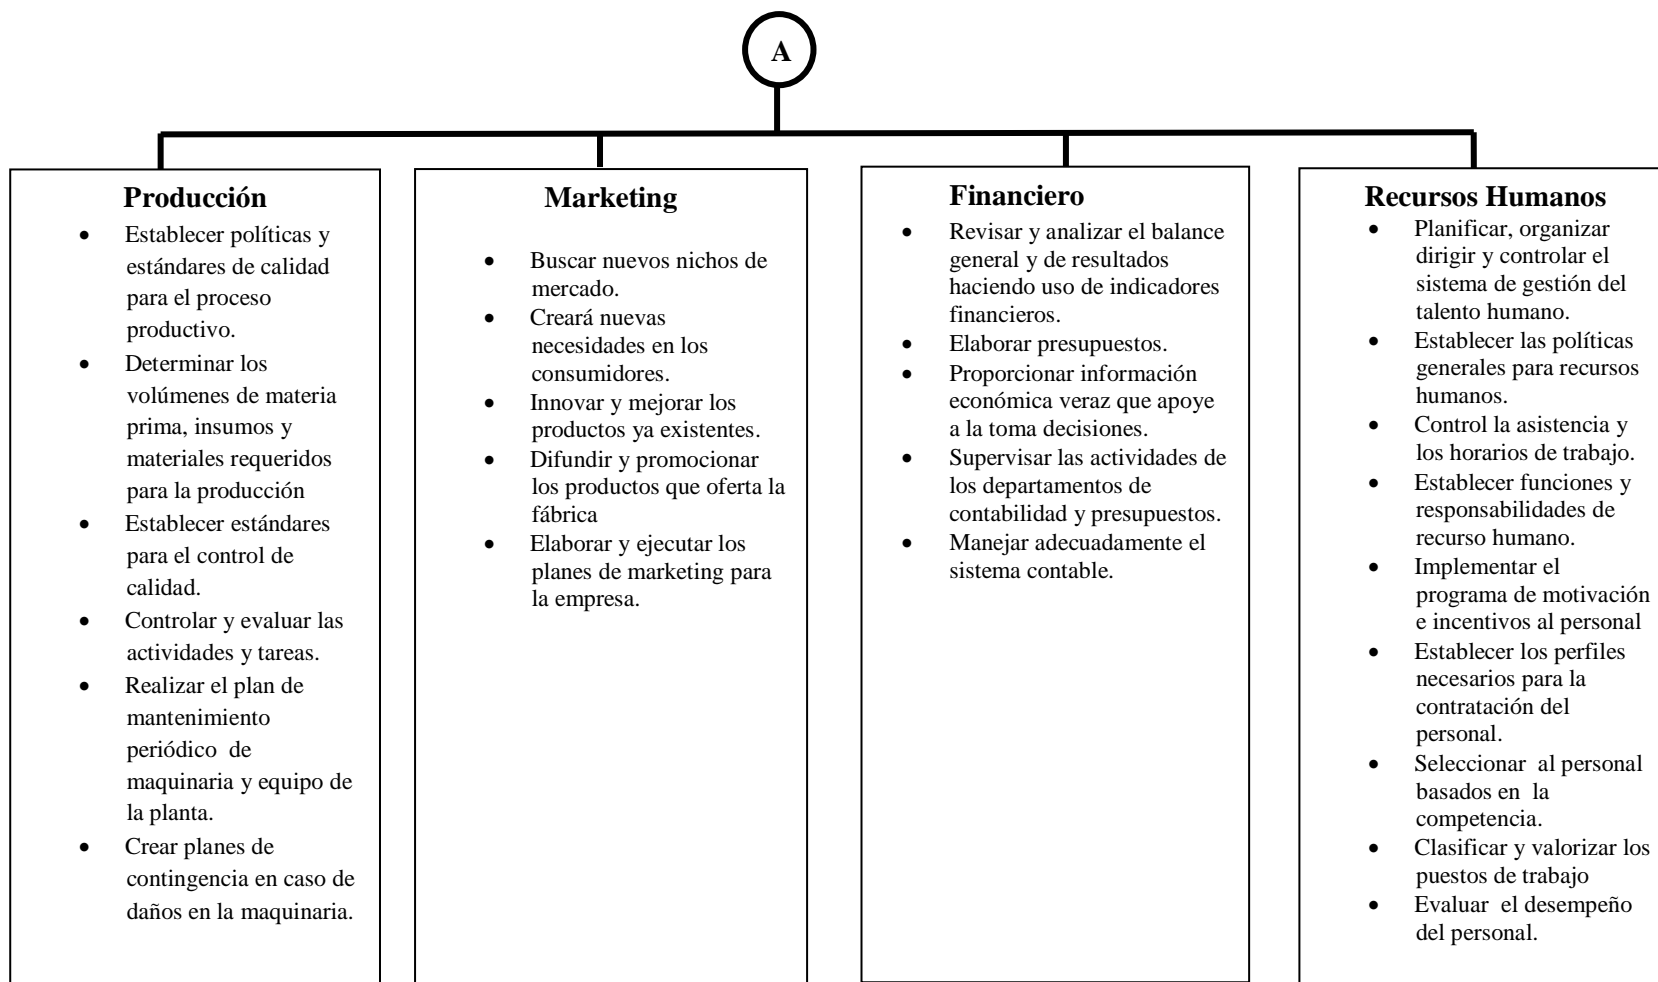 A
Producción
• Establecer políticas y
estándares de calidad
para el proceso
productivo.
• Determinar los
volúmenes de materia
prima, insumos y
materiales requeridos
para la producción
• Establecer estándares
para el control de
calidad.
• Controlar y evaluar las
actividades y tareas.
• Realizar el plan de
mantenimiento
periódico de
maquinaria y equipo de
la planta.
• Crear planes de
contingencia en caso de
daños en la maquinaria.
Marketing
• Buscar nuevos nichos de
mercado.
• Creará nuevas
necesidades en los
consumidores.
• Innovar y mejorar los
productos ya existentes.
• Difundir y promocionar
los productos que oferta la
fábrica
• Elaborar y ejecutar los
planes de marketing para
la empresa.
Financiero
• Revisar y analizar el balance
general y de resultados
haciendo uso de indicadores
financieros.
• Elaborar presupuestos.
• Proporcionar información
económica veraz que apoye
a la toma decisiones.
• Supervisar las actividades de
los departamentos de
contabilidad y presupuestos.
• Manejar adecuadamente el
sistema contable.
Recursos Humanos
• Planificar, organizar
dirigir y controlar el
sistema de gestión del
talento humano.
• Establecer las políticas
generales para recursos
humanos.
• Control la asistencia y
los horarios de trabajo.
• Establecer funciones y
responsabilidades de
recurso humano.
• Implementar el
programa de motivación
e incentivos al personal
• Establecer los perfiles
necesarios para la
contratación del
personal.
• Seleccionar al personal
basados en la
competencia.
• Clasificar y valorizar los
puestos de trabajo
• Evaluar el desempeño
del personal.